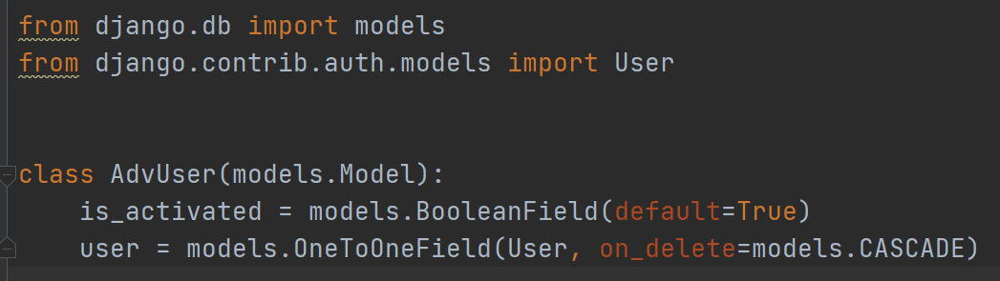 from django.db import models
from django.contrib.auth.models import User
class AdvUser(models.Model):
    is_activated = models.BooleanField(default=True)
    user = models.OneToOneField(User, on_delete=models.CASCADE)